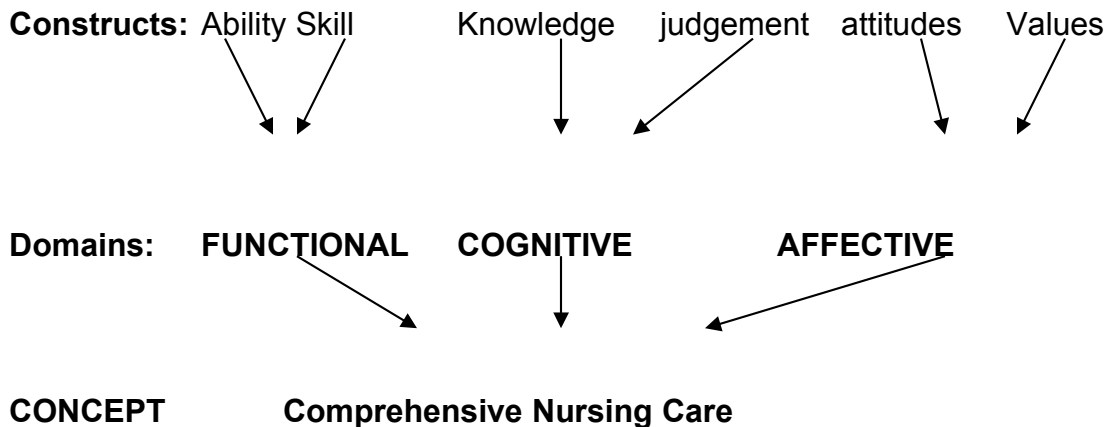 Constructs: Ability Skill Knowledge judgement attitudes Values
Domains: FUNCTIONAL COGNITIVE AFFECTIVE
CONCEPT Comprehensive Nursing Care